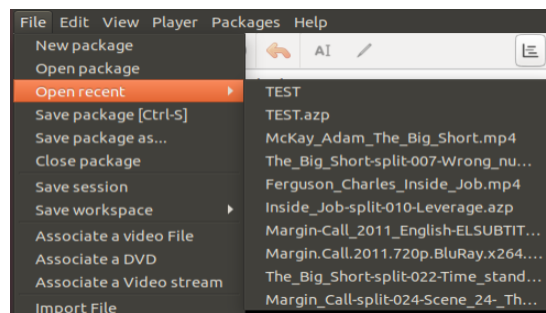 File Edit View Player Packages Help
New package
Open package
Open recent
Save package [Ctrl-S]
Save package as...
Close package
Save session
Save workspace
Associate a video File
Associate a DVD
Associate a Video stream
Import File
AI
TEST
TEST.azp
McKay_Adam_The_Big_Short.mp4
The_Big_Short-split-007-Wrong_nu...
Ferguson_Charles_Inside_Job.mp4
Inside_Job-split-010-Leverage.azp
Margin-Call_2011_English-ELSUBTIT...
Margin.Call.2011.720p.BluRay.x264....
The_Big_Short-split-022-Time_stand...
Margin_Call-split-024-Scene_24-_Th...